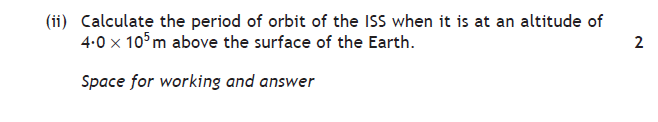 (ii) Calculate the period of orbit of the ISS when it is at an altitude of
4·0 × 10⁵ m above the surface of the Earth. 2
Space for working and answer